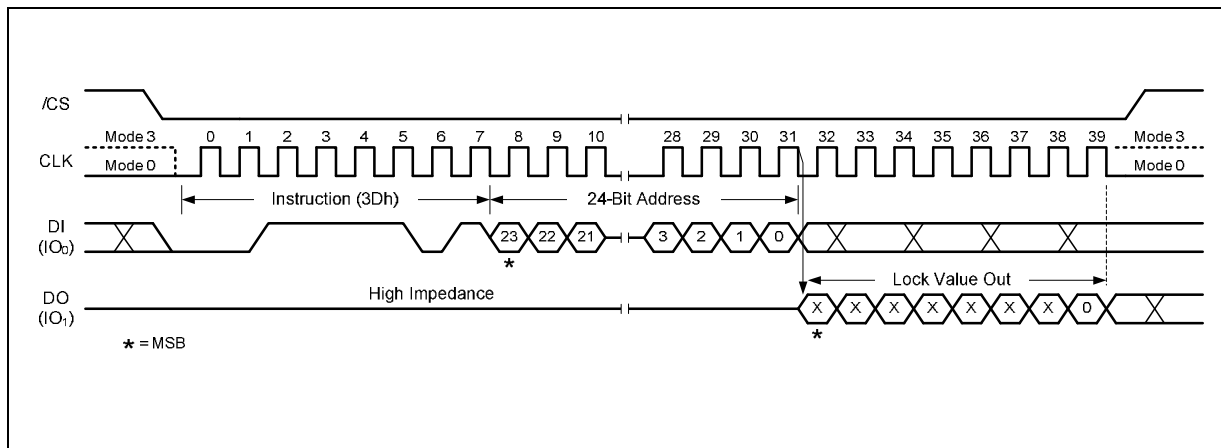 /CS
Mode 3 0 1 2 3 4 5 6 7 8 9 10 28 29 30 31 32 33 34 35 36 37 38 39 Mode 3
CLK Mode 0 Mode 0
Instruction (3Dh) 24-Bit Address
DI
(IO0) 23 22 21 3 2 1 0
*
High Impedance Lock Value Out
DO
(IO1) X X X X X X X 0
*
* = MSB